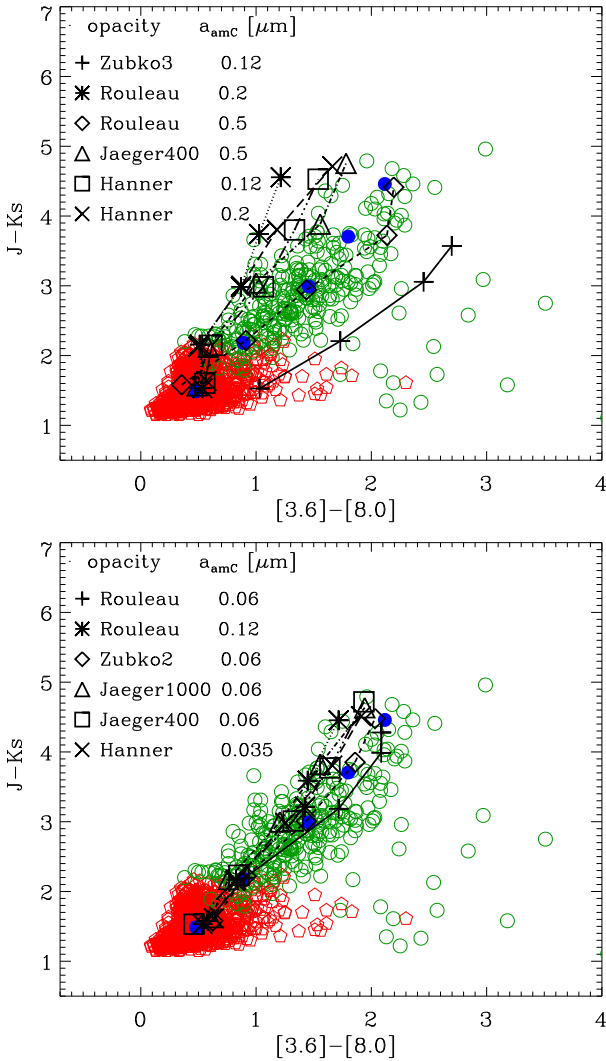 7
opacity a_amC [μm]
Zubko3 0.12
6
Rouleau 0.2
Rouleau 0.5
5
Jaeger400 0.5
Hanner 0.12
4
Hanner 0.2
J-Ks
3
2
1
0 1 2 3 4
[3.6]-[8.0]
7
opacity a_amC [μm]
Rouleau 0.06
6
Rouleau 0.12
Zubko2 0.06
5
Jaeger1000 0.06
Jaeger400 0.06
4
Hanner 0.035
J-Ks
3
2
1
0 1 2 3 4
[3.6]-[8.0]